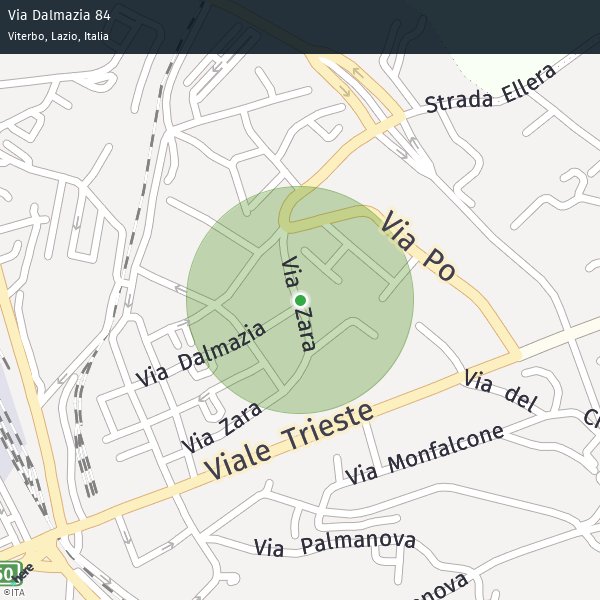 Via Dalmazia 84
Viterbo, Lazio, Italia
Strada Ellera
Via Po
Via Zara
Via Dalmazia
Via Zara
Viale Trieste
Via del
Via Monfalcone
Via Palmanova
here
©ITA